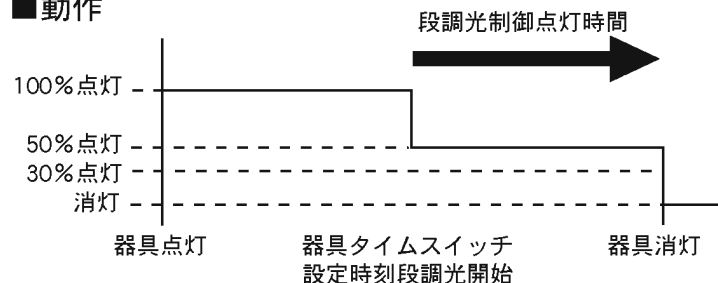 ■動作
段調光制御点灯時間
100%点灯
50%点灯
30%点灯
消灯
器具点灯
器具タイムスイッチ
設定時刻段調光開始
器具消灯